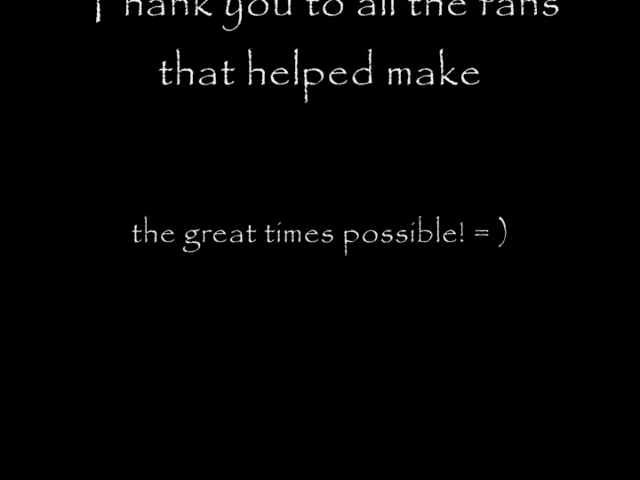 Thank you to all the fans
that helped make
the great times possible! = )